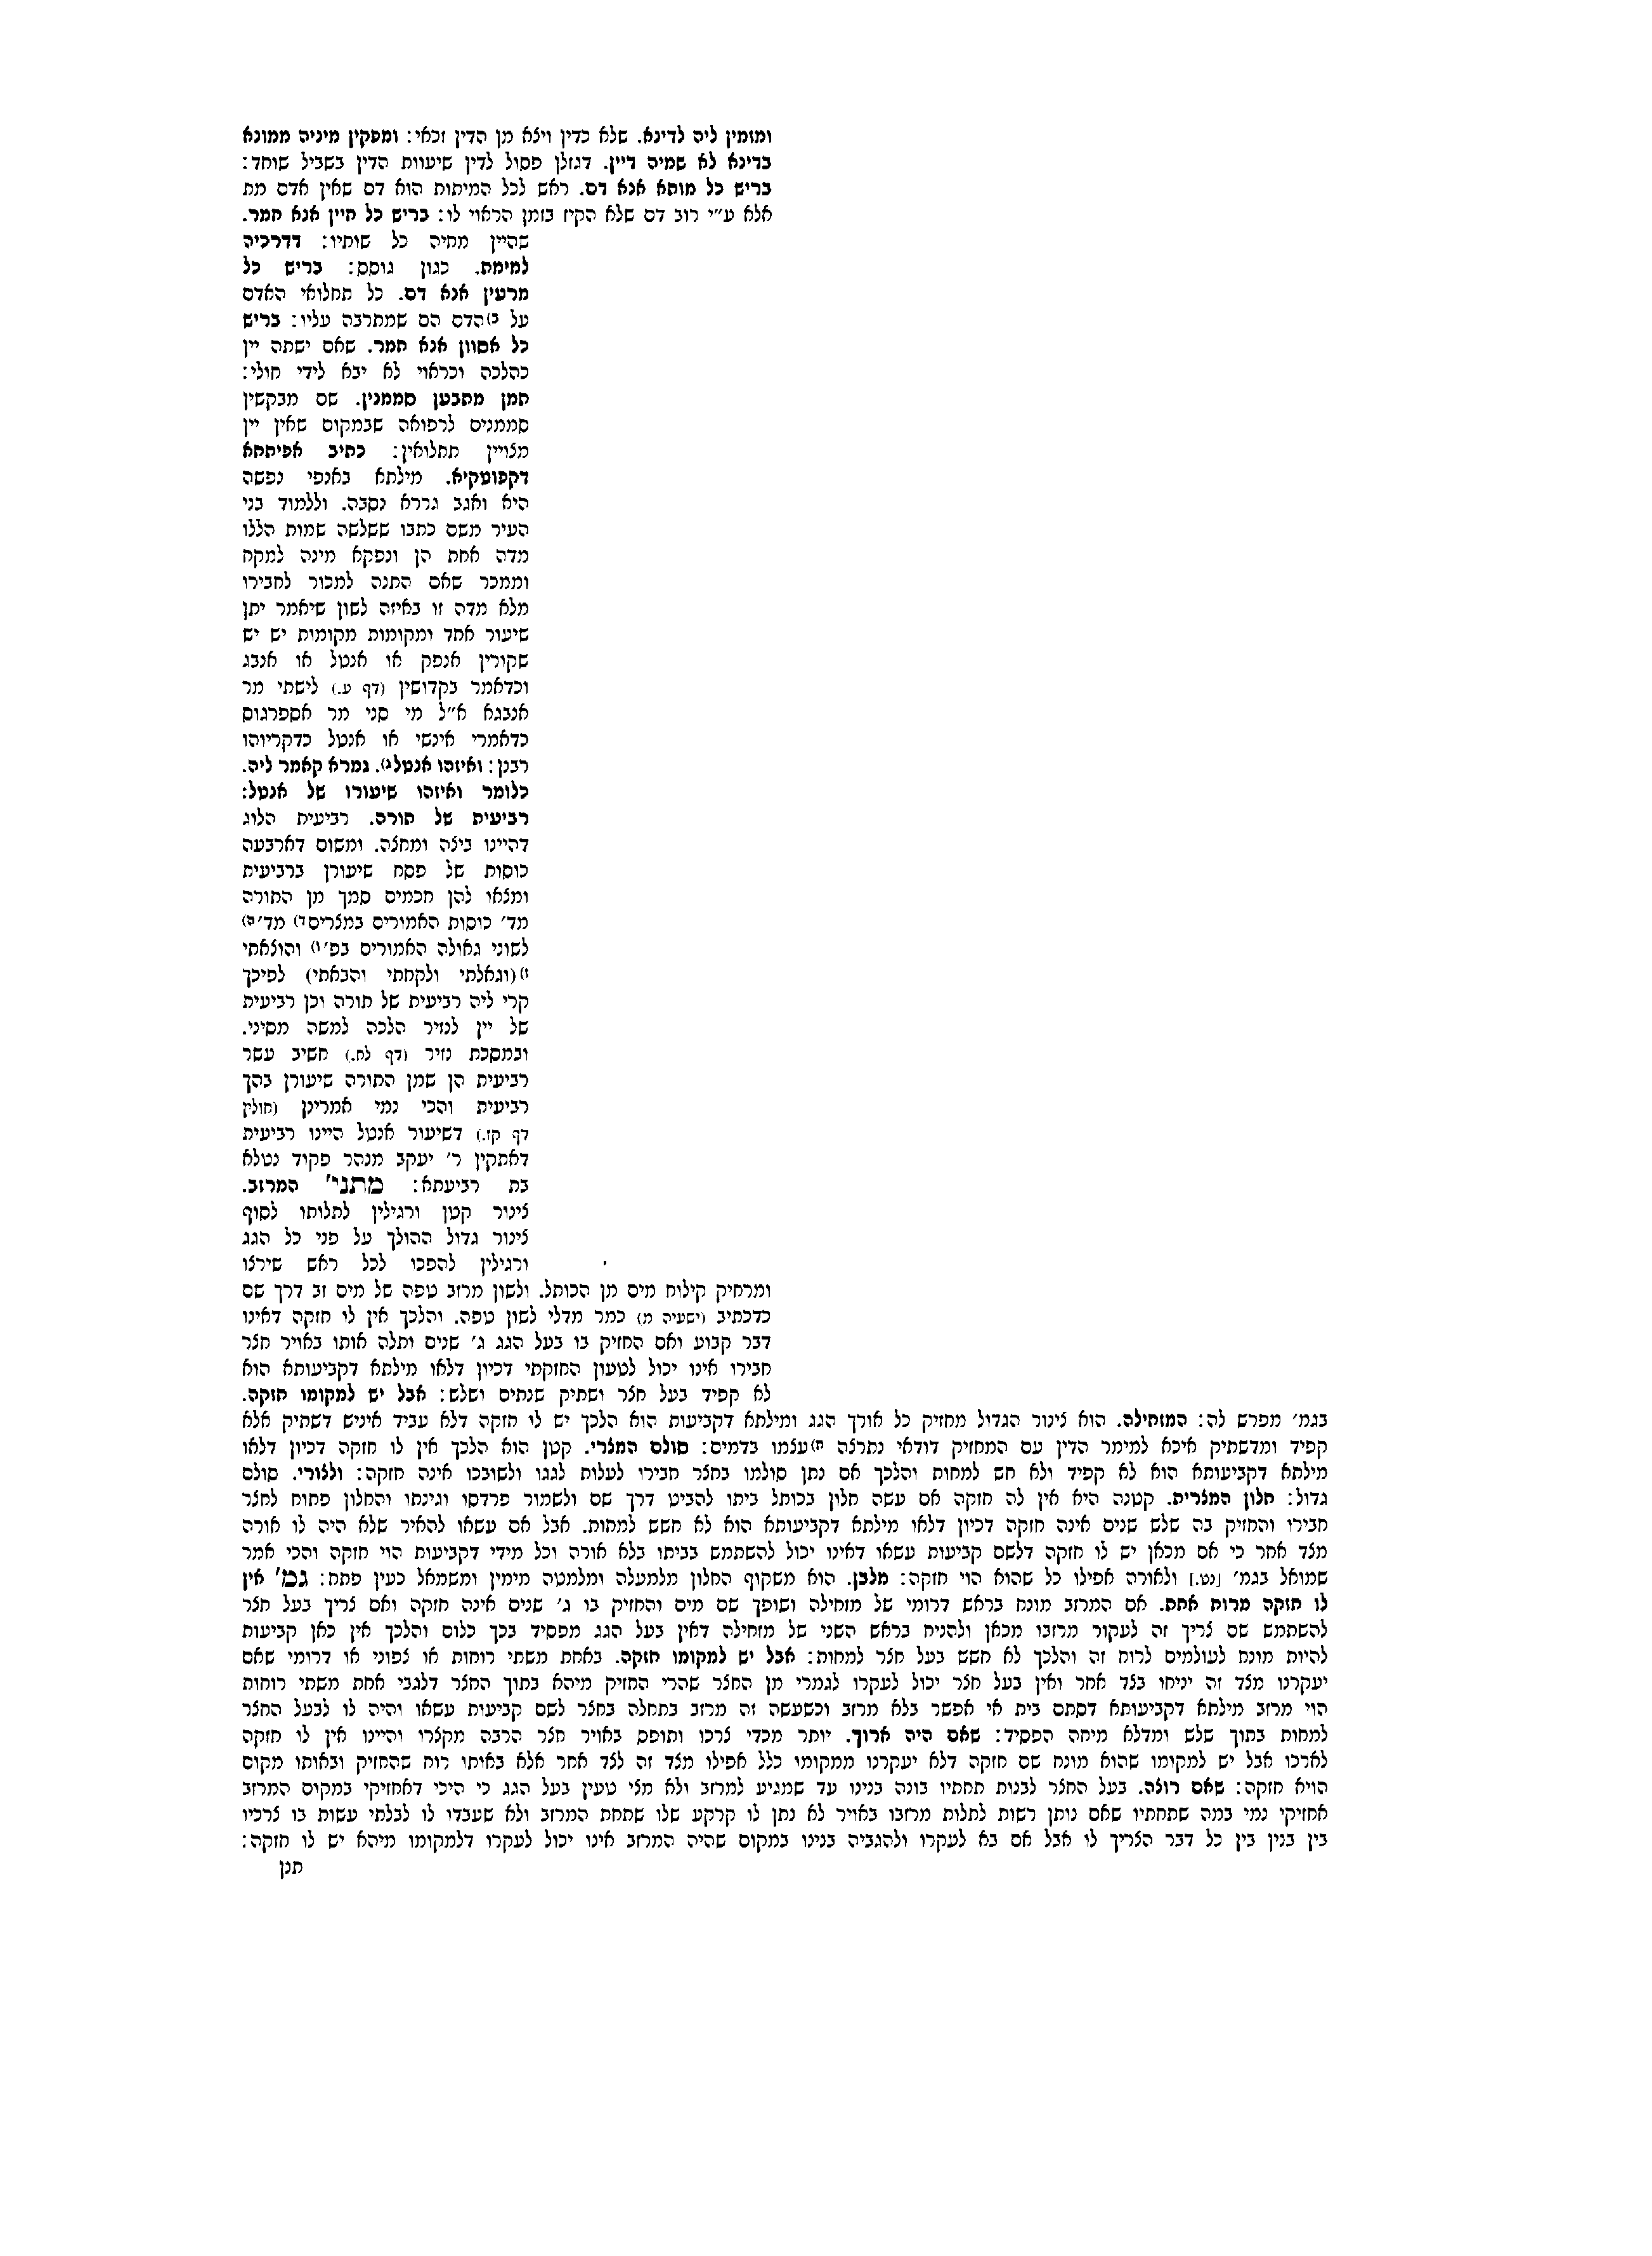 ומזמין ליה לדינא. שלא כדין ויצא מן הדין זכאי: ומפקין מיניה ממונא
בדינא לא שמיה דיין. דגזלן פסול לדין שיעוות הדין בשביל שוחד:
בריש כל מותא אנא דם. ראש לכל המיתות הוא דם שאין אדם מת
אלא ע״י רוב דם שלא הקיז בזמן הראוי לו: בריש כל חיין אנא חמר.
שהיין מחיה כל שותיו: דדרכיה
למימת. כגון גוסס: בריש כל
מרעין אנא דם. כל תחלואי האדם
על ב)הדם הם שמתרבה עליו: בריש
כל אסוון אנא חמר. שאם ישתה יין
כהלכה וכראוי לא יבא לידי חולי:
תמן מתבען סממנין. שם מבקשין
סממנים לרפואה שבמקום שאין יין
מצויין תחלואין: כתיב אפיתחא
דקפוטקיא. מילתא באנפי נפשה
היא ואגב גררא נסבה. וללמוד בני
העיר משם כתבו ששלשה שמות הללו
מדה אחת הן ונפקא מינה למקח
וממכר שאם התנה למכור לחבירו
מלא מדה זו באיזה לשון שיאמר יתן
שיעור אחד ומקומות מקומות יש יש
שקורין אנפק או אנטל או אנבג
וכדאמר בקדושין (דף ע.) לישתי מר
אנבגא א״ל מי סני מר אספרגוס
כדאמרי אינשי או אנטל כדקריוהו
רבנן: ואיזהו אנטלג). גמרא קאמר ליה.
כלומר ואיזהו שיעורו של אנטל:
רביעית של תורה. רביעית הלוג
דהיינו ביצה ומחצה. ומשום דארבעה
כוסות של פסח שיעורן ברביעית
ומצאו להן חכמים סמך מן התורה
מד׳ כוסות האמורים במצריםד) מד׳ה)
לשוני גאולה האמורים בפ׳ו) והוצאתי
ז)(וגאלתי ולקחתי והבאתי) לפיכך
קרי ליה רביעית של תורה וכן רביעית
של יין לנזיר הלכה למשה מסיני.
ובמסכת נזיר (דף לח.) חשיב עשר
רביעית הן שמן התורה שיעורן בהך
רביעית והכי נמי אמרינן (חולין
דף קז.) דשיעור אנטל היינו רביעית
דאתקין ר׳ יעקב מנהר פקוד נטלא
בת רביעתא: מתני׳ המרזב.
צינור קטן ורגילין לתלותו לסוף
צינור גדול ההולך על פני כל הגג
ורגילין להפכו לכל ראש שירצו
ומרחיק קילוח מים מן הכותל. ולשון מרזב טפה של מים זב דרך שם
כדכתיב (ישעיה מ) כמר מדלי לשון טפה. והלכך אין לו חזקה דאינו
דבר קבוע ואם החזיק בו בעל הגג ג׳ שנים ותלה אותו באויר חצר
חבירו אינו יכול לטעון החזקתי דכיון דלאו מילתא דקביעותא הוא
לא קפיד בעל חצר ושתיק שנתים ושלש: אבל יש למקומו חזקה.
בגמ׳ מפרש לה: המזחילה. הוא צינור הגדול מחזיק כל אורך הגג ומילתא דקביעות הוא הלכך יש לו חזקה דלא עביד איניש דשתיק אלא
קפיד ומדשתיק איכא למימר הדין עם המחזיק דודאי נתרצה ח)עצמו בדמים: סולם המצרי. קטן הוא הלכך אין לו חזקה דכיון דלאו
מילתא דקביעותא הוא לא קפיד ולא חש למחות והלכך אם נתן סולמו בחצר חבירו לעלות לגגו ולשובכו אינה חזקה: ולצורי. סולם
גדול: חלון המצרית. קטנה היא אין לה חזקה אם עשה חלון בכותל ביתו להביט דרך שם ולשמור פרדסו וגינתו והחלון פתוח לחצר
חבירו והחזיק בה שלש שנים אינה חזקה דכיון דלאו מילתא דקביעותא הוא לא חשש למחות. אבל אם עשאו להאיר שלא היה לו אורה
מצד אחר כי אם מכאן יש לו חזקה דלשם קביעות עשאו דאינו יכול להשתמש בביתו בלא אורה וכל מידי דקביעות הוי חזקה והכי אמר
שמואל בגמ׳ [נט.] ולאורה אפילו כל שהוא הוי חזקה: מלבן. הוא משקוף החלון מלמעלה ומלמטה מימין ומשמאל כעין פתח: גמ׳ אין
לו חזקה מרוח אחת. אם המרזב מונח בראש דרומי של מזחילה ושופך שם מים והחזיק בו ג׳ שנים אינה חזקה ואם צריך בעל חצר
להשתמש שם צריך זה לעקור מרזבו מכאן ולהניח בראש השני של מזחילה דאין בעל הגג מפסיד בכך כלום והלכך אין כאן קביעות
להיות מונח לעולמים לרוח זה והלכך לא חשש בעל חצר למחות: אבל יש למקומו חזקה. באחת משתי רוחות או צפוני או דרומי שאם
יעקרנו מצד זה יניחו בצד אחר ואין בעל חצר יכול לעקרו לגמרי מן החצר שהרי החזיק מיהא בתוך החצר דלגבי אחת משתי רוחות
הוי מרזב מילתא דקביעותא דסתם בית אי אפשר בלא מרזב וכשעשה זה מרזב בתחלה בחצר לשם קביעות עשאו והיה לו לבעל החצר
למחות בתוך שלש ומדלא מיחה הפסיד: שאם היה ארוך. יותר מכדי צרכו ותופס באויר חצר הרבה מקצרו והיינו אין לו חזקה
לארכו אבל יש למקומו שהוא מונח שם חזקה דלא יעקרנו ממקומו כלל אפילו מצד זה לצד אחר אלא באותו רוח שהחזיק ובאותו מקום
הויא חזקה: שאם רוצה. בעל החצר לבנות תחתיו בונה בנינו עד שמגיע למרזב ולא מצי טעין בעל הגג כי היכי דאחזיקי במקום המרזב
אחזיקי נמי במה שתחתיו שאם נותן רשות לתלות מרזבו באויר לא נתן לו קרקע שלו שתחת המרזב ולא שעבדו לו לבלתי עשות בו צרכיו
בין בנין בין כל דבר הצריך לו אבל אם בא לעקרו ולהגביה בנינו במקום שהיה המרזב אינו יכול לעקרו דלמקומו מיהא יש לו חזקה:
תנן